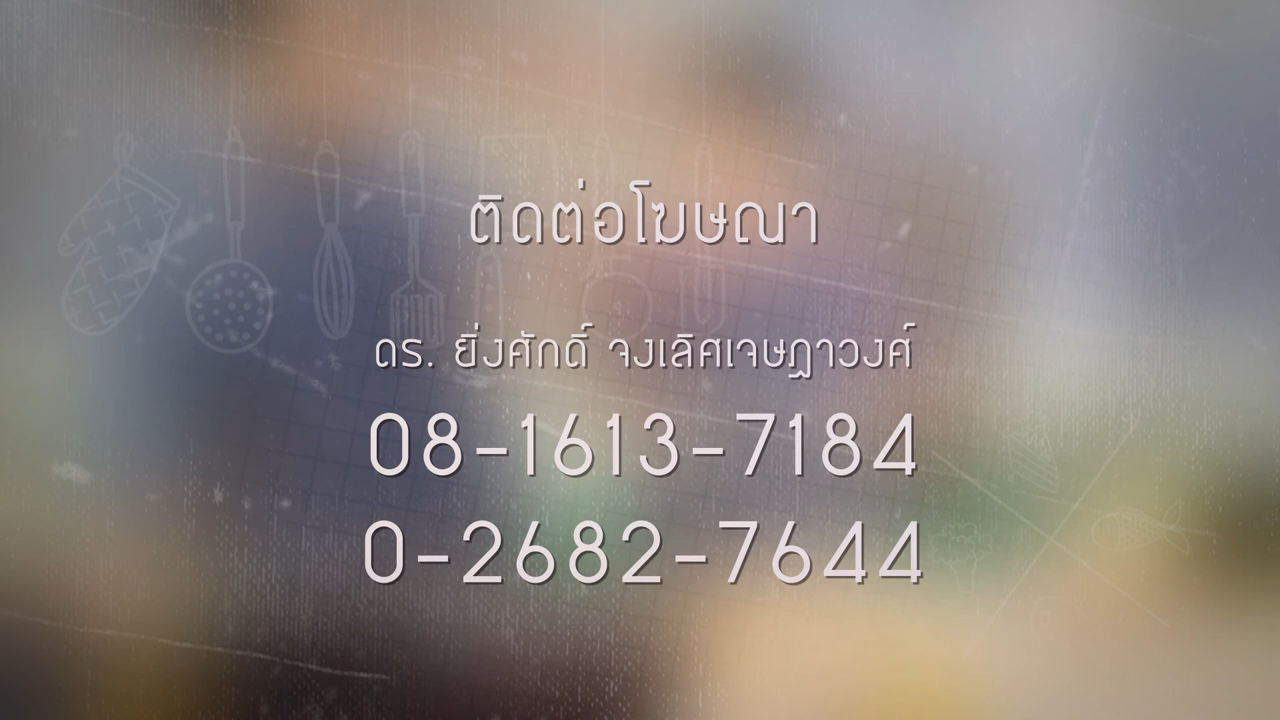 ติดต่อโฆษณา
ดร. ยิ่งศักดิ์ จงเลิศเจษฎาวงศ์
08-1613-7184
0-2682-7644